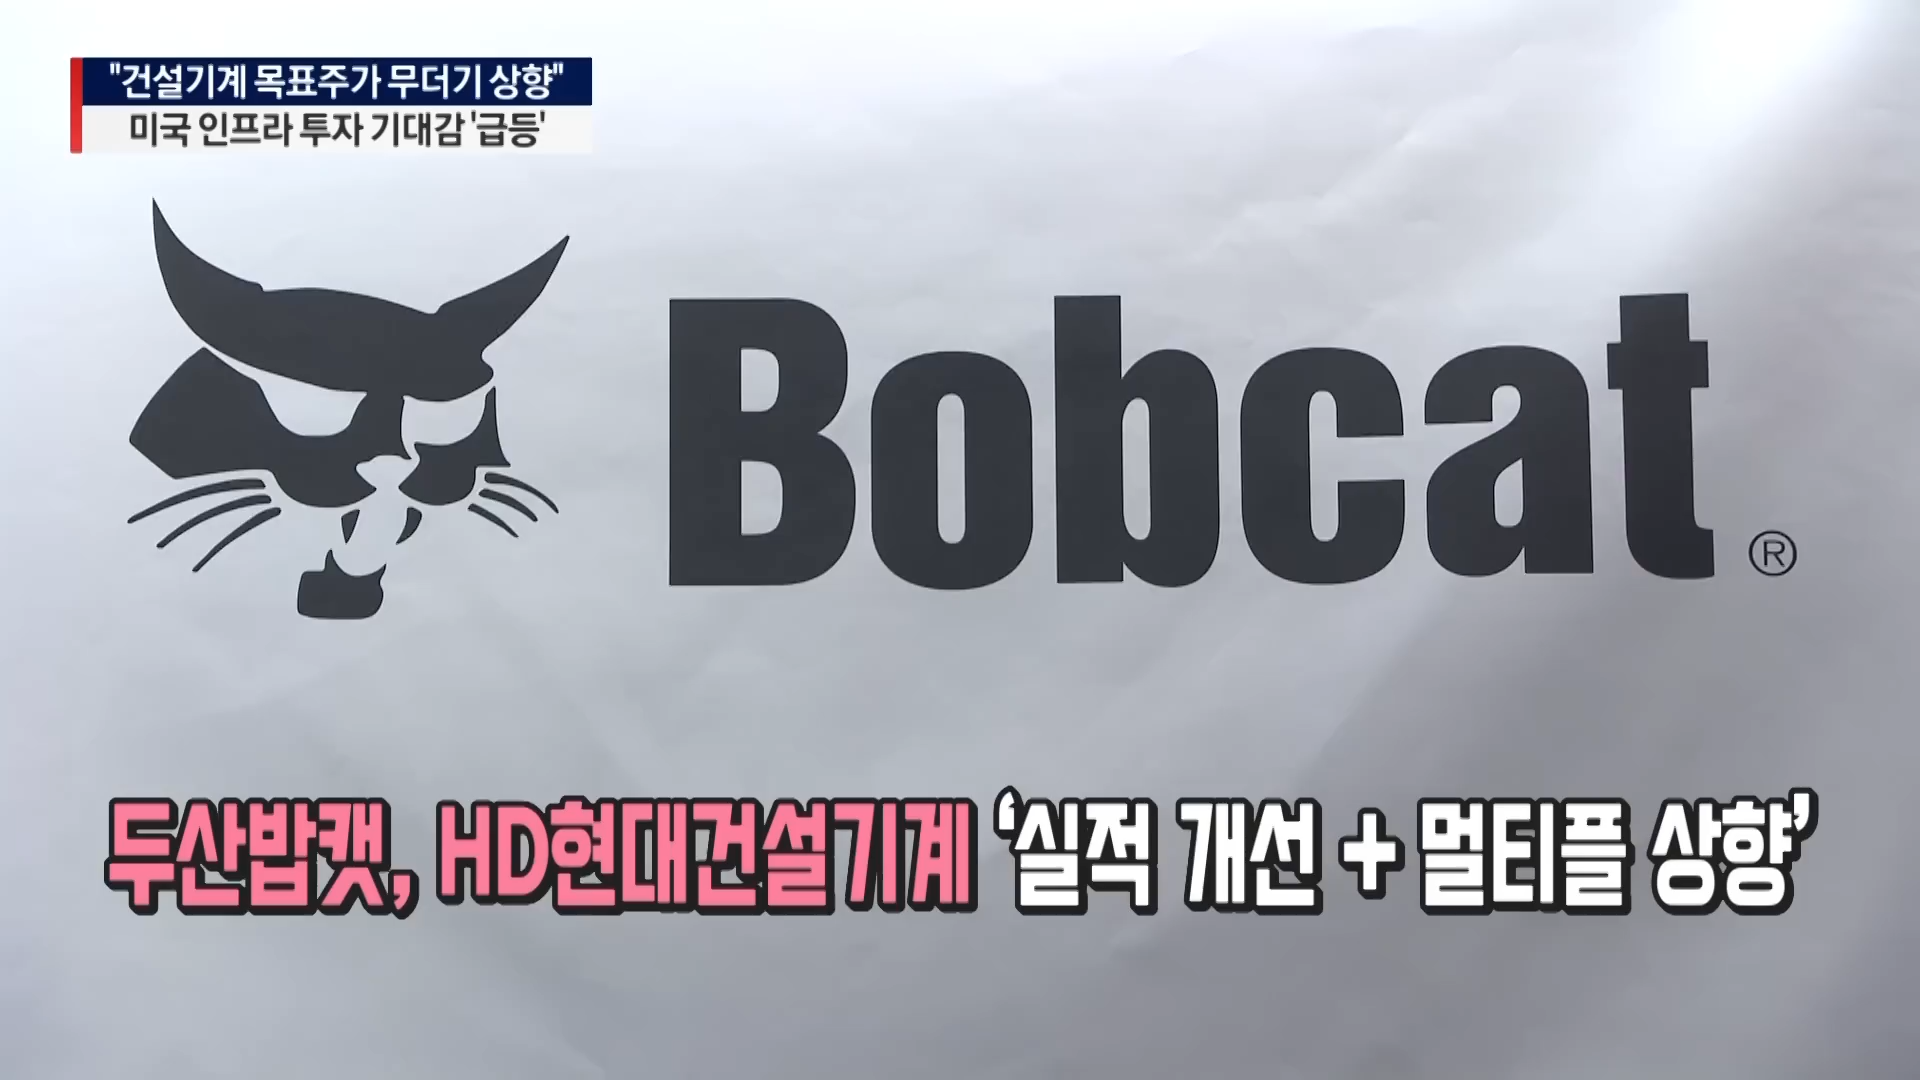 "건설기계 목표주가 무더기 상향"
미국 인프라 투자 기대감 '급등'
Bobcat ®
두산밥캣, HD현대건설기계 ‘실적 개선 + 멀티플 상향’